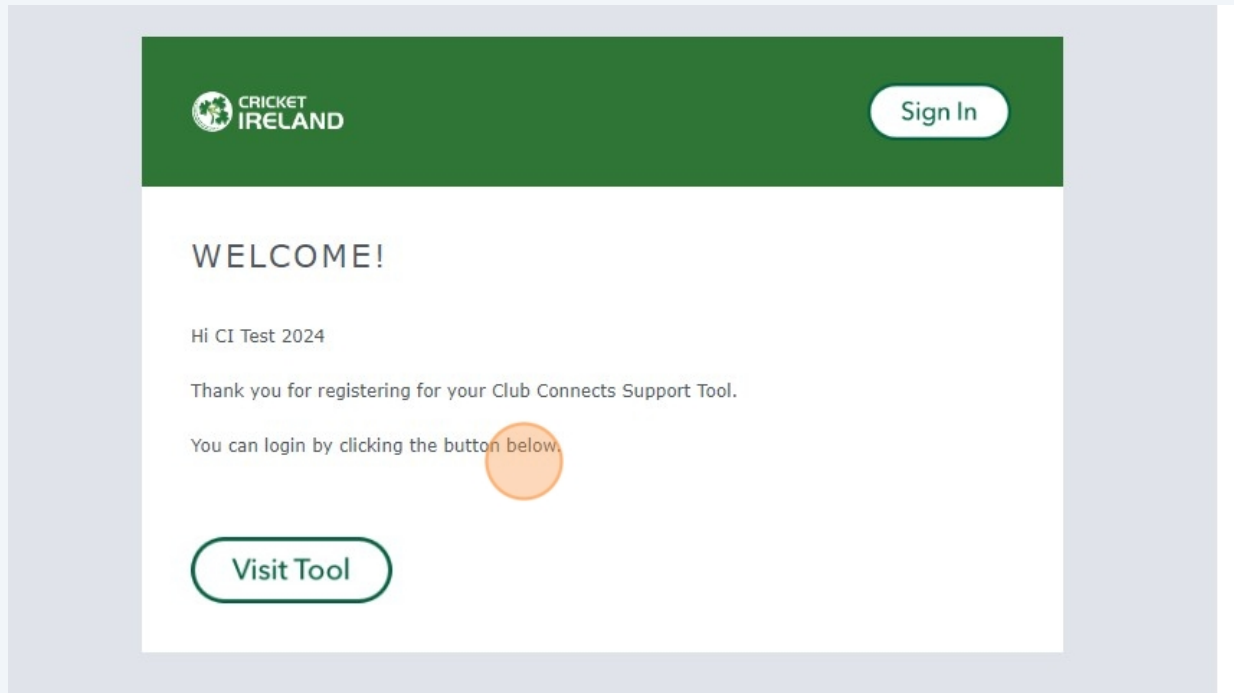 CRICKET
IRELAND
Sign In
WELCOME!
Hi CI Test 2024
Thank you for registering for your Club Connects Support Tool.
You can login by clicking the button below.
Visit Tool